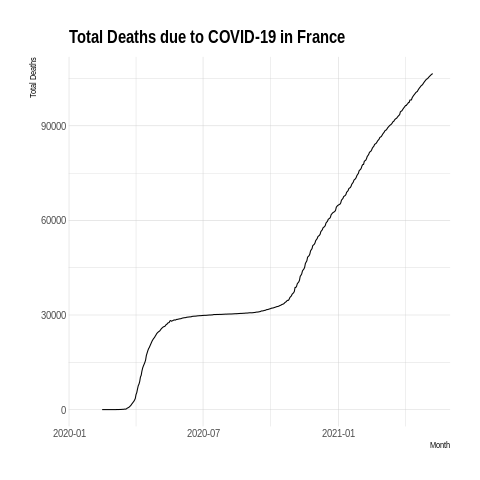 Total Deaths due to COVID-19 in France
Total Deaths
90000
60000
30000
0
2020-01 2020-07 2021-01
Month